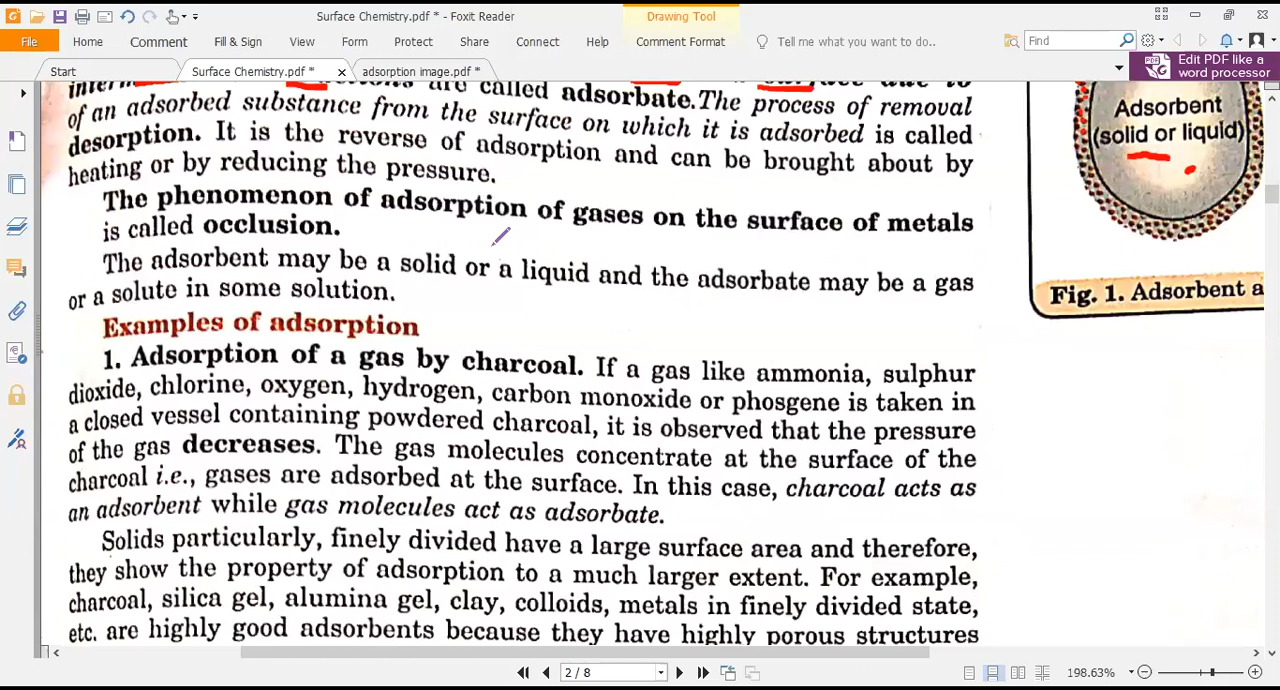 Surface Chemistry.pdf * - Foxit Reader
Drawing Tool
File Home Comment Fill & Sign View Form Protect Share Connect Help Comment Format Tell me what you want to do.. Find
Start Surface Chemistry.pdf * adsorption image.pdf * Edit PDF like a
word processor
are called adsorbate. The process of removal
of an adsorbed substance from the surface on which it is adsorbed is called
desorption. It is the reverse of adsorption and can be brought about by
heating or by reducing the pressure.
The phenomenon of adsorption of gases on the surface of metals
is called occlusion.
The adsorbent may be a solid or a liquid and the adsorbate may be a gas
or a solute in some solution.
Examples of adsorption
1. Adsorption of a gas by charcoal. If a gas like ammonia, sulphur
dioxide, chlorine, oxygen, hydrogen, carbon monoxide or phosgene is taken in
a closed vessel containing powdered charcoal, it is observed that the pressure
of the gas decreases. The gas molecules concentrate at the surface of the
charcoal i.e., gases are adsorbed at the surface. In this case, charcoal acts as
an adsorbent while gas molecules act as adsorbate.
Solids particularly, finely divided have a large surface area and therefore,
they show the property of adsorption to a much larger extent. For example,
charcoal, silica gel, alumina gel, clay, colloids, metals in finely divided state,
etc. are highly good adsorbents because they have highly porous structures
Adsorbent
(solid or liquid)
Fig. 1. Adsorbent a
2 / 8
198.63%